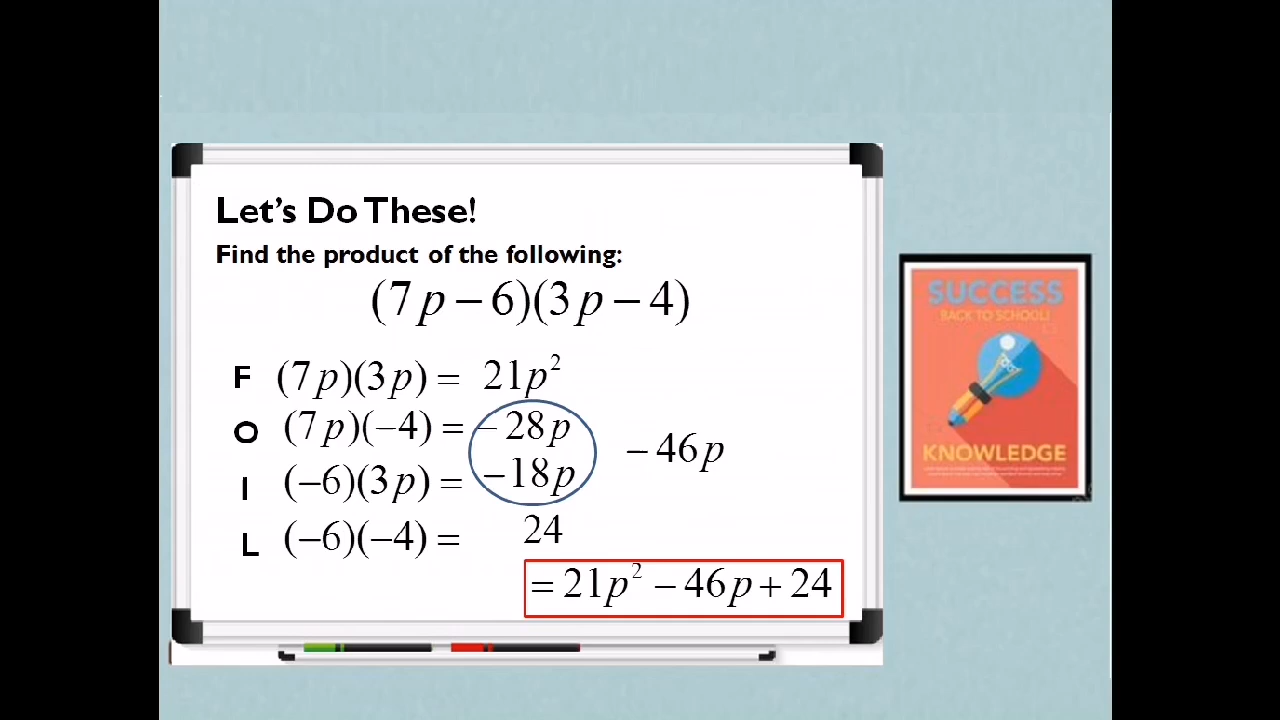 Let's Do These!
Find the product of the following:
(7p − 6)(3p − 4)
F (7p)(3p) = 21p²
O (7p)(−4) = −28p
−46p
I (−6)(3p) = −18p
L (−6)(−4) = 24
= 21p² − 46p + 24
SUCCESS
BACK TO SCHOOL!
KNOWLEDGE